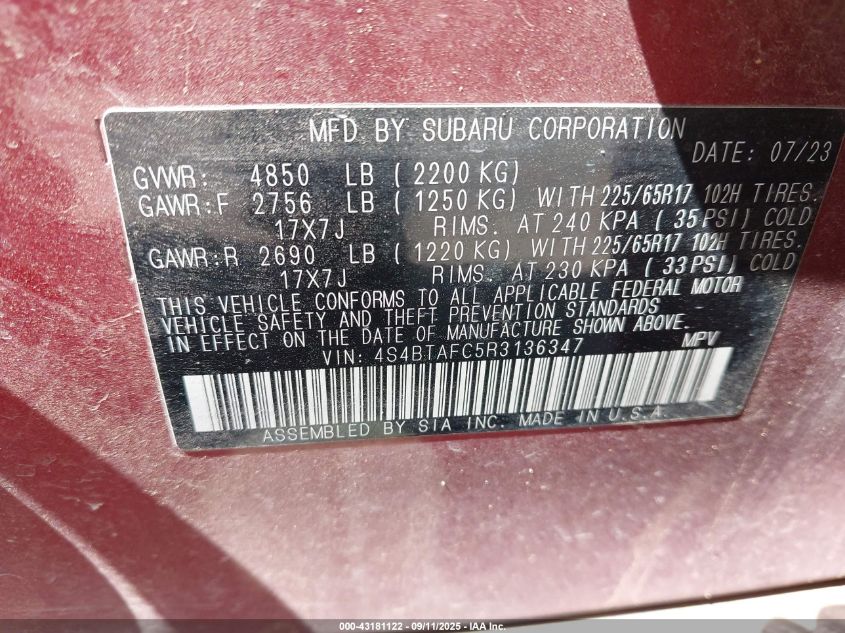 MFD BY SUBARU CORPORATION
DATE: 07/23
GVWR: 4850 LB ( 2200 KG)
GAWR:F 2756 LB ( 1250 KG) WITH 225/65R17 102H TIRES.
17X7J RIMS. AT 240 KPA ( 35PSI) COLD
GAWR:R 2690 LB ( 1220 KG) WITH 225/65R17 102H TIRES.
17X7J RIMS. AT 230 KPA ( 33PSI) COLD
THIS VEHICLE CONFORMS TO ALL APPLICABLE FEDERAL MOTOR
VEHICLE SAFETY AND THEFT PREVENTION STANDARDS
IN EFFECT ON THE DATE OF MANUFACTURE SHOWN ABOVE.
VIN: 4S4BTAFC5R3136347 MPV
ASSEMBLED BY SIA INC. MADE IN U.S.A.
000-43181122 - 09/11/2025 - IAA Inc.